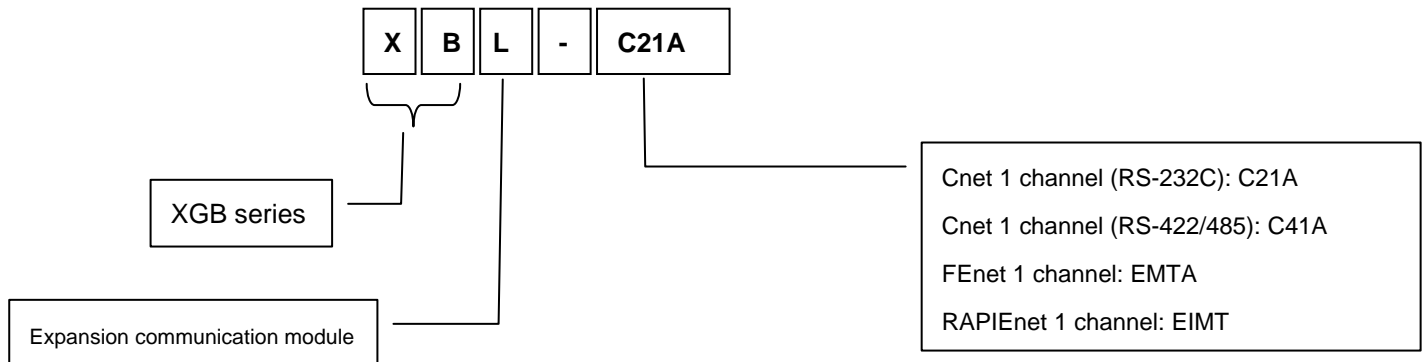 X B L - C21A
Cnet 1 channel (RS-232C): C21A
Cnet 1 channel (RS-422/485): C41A
FEnet 1 channel: EMTA
RAPIEnet 1 channel: EIMT
XGB series
Expansion communication module